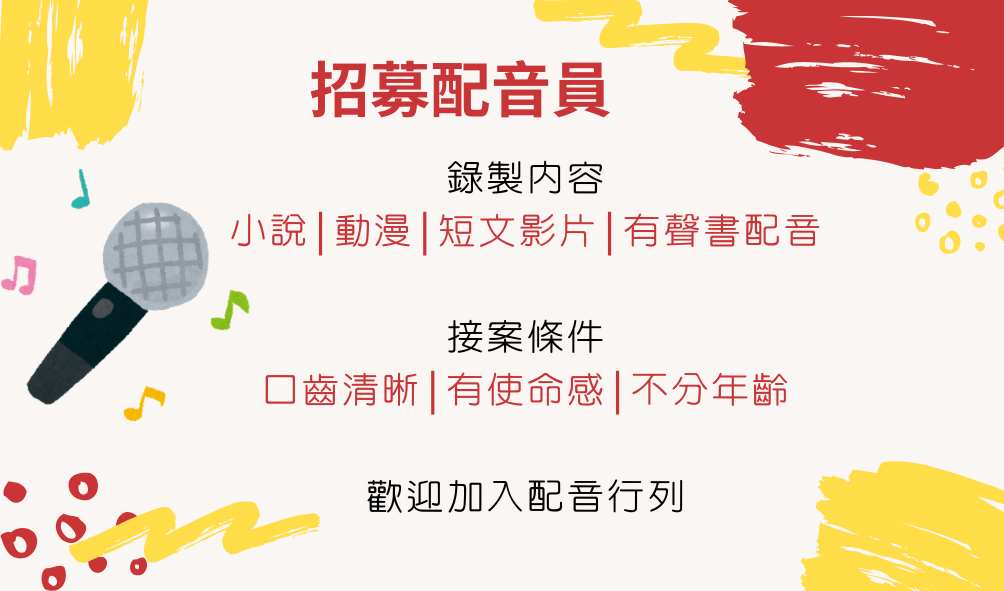 招募配音員
錄製内容
小說|動漫|短文影片|有聲書配音
接案條件
口齒清晰|有使命感|不分年齡
歡迎加入配音行列